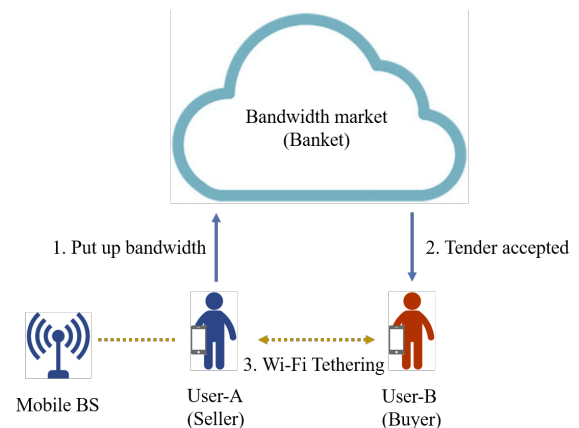 Bandwidth market
(Banket)
1. Put up bandwidth
2. Tender accepted
3. Wi-Fi Tethering
Mobile BS
User-A
(Seller)
User-B
(Buyer)